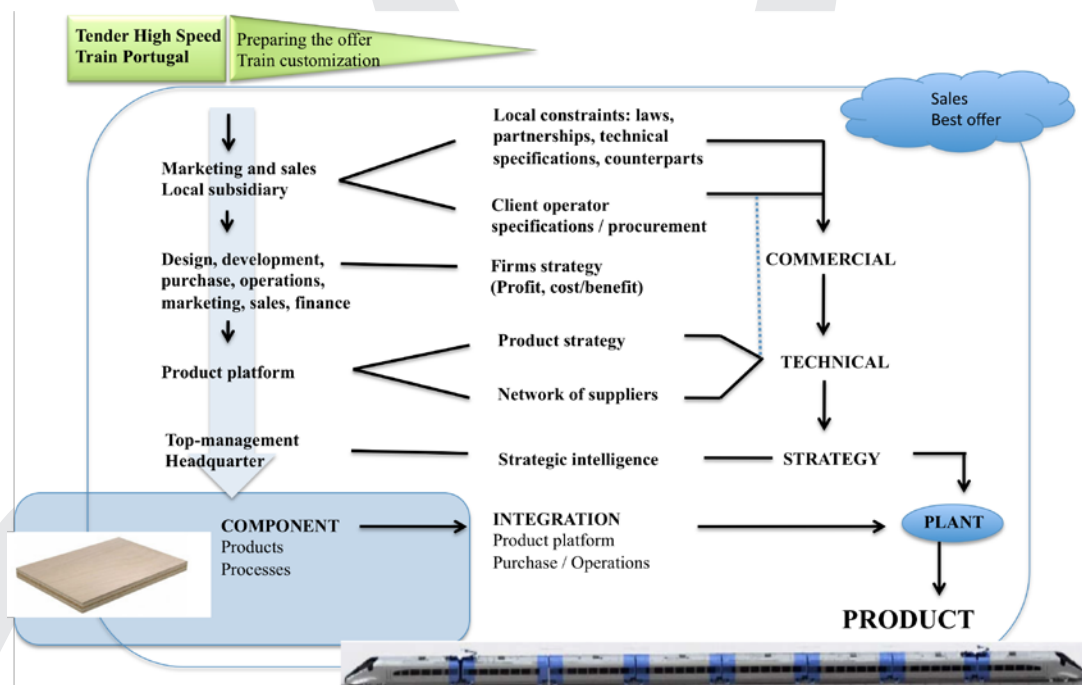 Tender High Speed
Train Portugal
Preparing the offer
Train customization
Sales
Best offer
Local constraints: laws,
partnerships, technical
specifications, counterparts
Marketing and sales
Local subsidiary
Client operator
specifications / procurement
COMMERCIAL
Design, development,
purchase, operations,
marketing, sales, finance
Firms strategy
(Profit, cost/benefit)
Product strategy
TECHNICAL
Product platform
Network of suppliers
Top-management
Headquarter
Strategic intelligence
STRATEGY
COMPONENT
Products
Processes
INTEGRATION
Product platform
Purchase / Operations
PLANT
PRODUCT